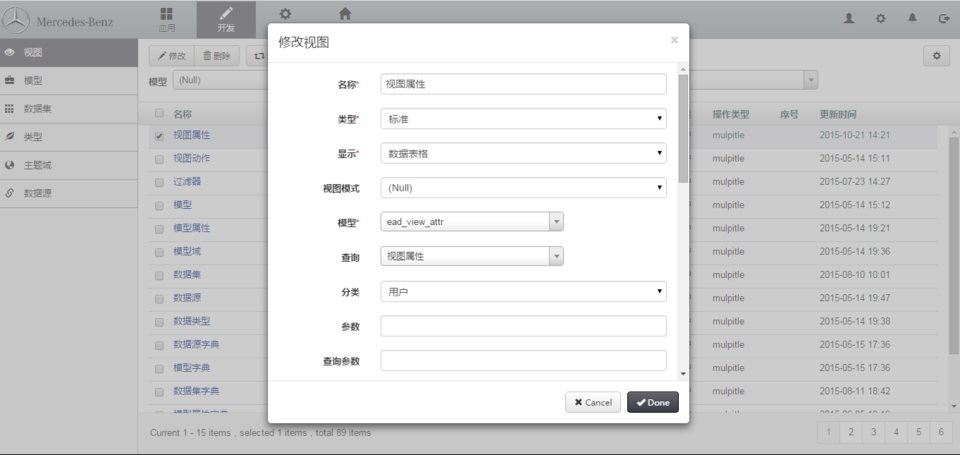 Mercedes-Benz
应用
开发
视图
模型
数据集
类型
主题域
数据源
修改
删除
模型
(Null)
名称
操作类型
序号
更新时间
视图属性
mulpitle
2015-10-21 14:21
视图动作
mulpitle
2015-05-14 15:11
过滤器
mulpitle
2015-07-23 14:27
模型
mulpitle
2015-05-14 15:12
模型属性
mulpitle
2015-05-14 19:21
模型域
mulpitle
2015-05-14 19:36
数据集
mulpitle
2015-08-10 10:01
数据源
mulpitle
2015-05-14 19:47
数据类型
mulpitle
2015-05-14 19:38
数据源字典
mulpitle
2015-05-15 17:36
模型字典
mulpitle
2015-05-15 17:36
数据集字典
mulpitle
2015-08-11 18:42
Current 1 - 15 items , selected 1 items , total 89 items
1 2 3 4 5 6
修改视图
×
名称*
视图属性
类型*
标准
显示*
数据表格
视图模式
(Null)
模型*
ead_view_attr
查询
视图属性
分类
用户
参数
查询参数
Cancel
Done